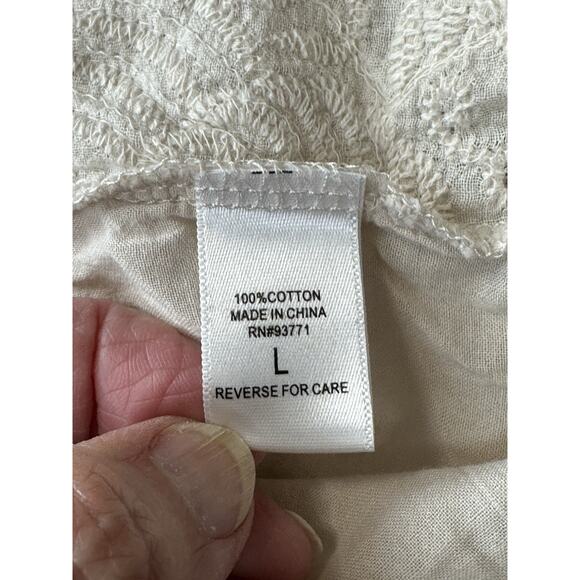 100%COTTON
MADE IN CHINA
RN#93771
L
REVERSE FOR CARE